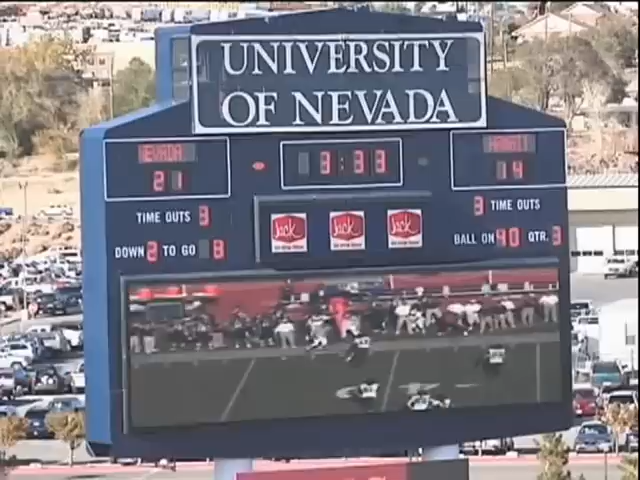 UNIVERSITY
OF NEVADA
NEVADA 3:33 HAWAII
21 14
TIME OUTS 3 3 TIME OUTS
Jack Jack Jack
DOWN 2 TO GO 3 BALL ON 40 QTR. 3